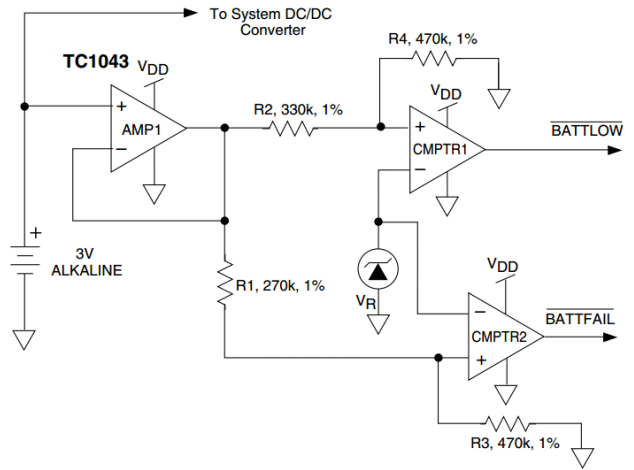 To System DC/DC
Converter
R4, 470k, 1%
TC1043
VDD
VDD
R2, 330k, 1%
+
AMP1
−
+
CMPTR1
−
BATTLOW
+
3V
ALKALINE
R1, 270k, 1%
VR
VDD
−
CMPTR2
+
BATTFAIL
R3, 470k, 1%